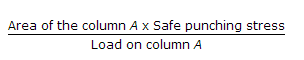 Area of the column A x Safe punching stress
Load on column A